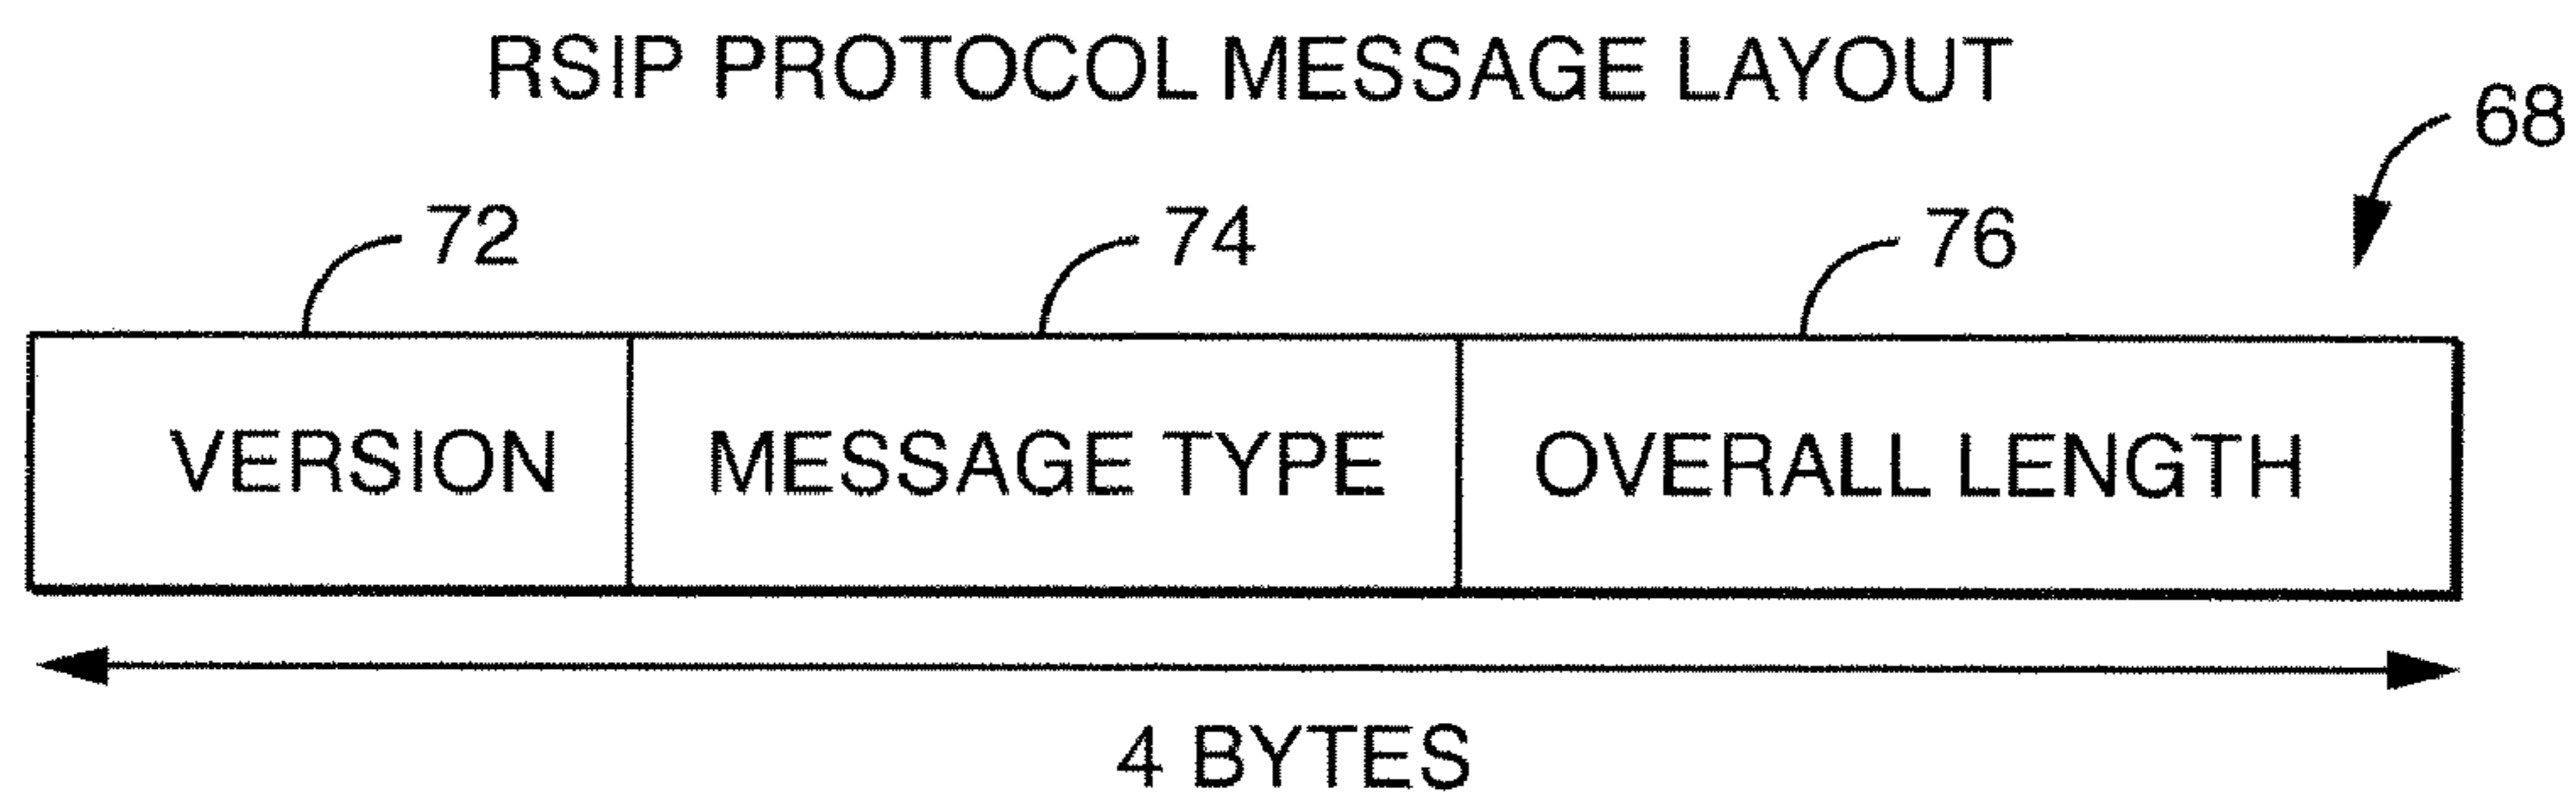 RSIP PROTOCOL MESSAGE LAYOUT
68
72 74 76
VERSION MESSAGE TYPE OVERALL LENGTH
4 BYTES